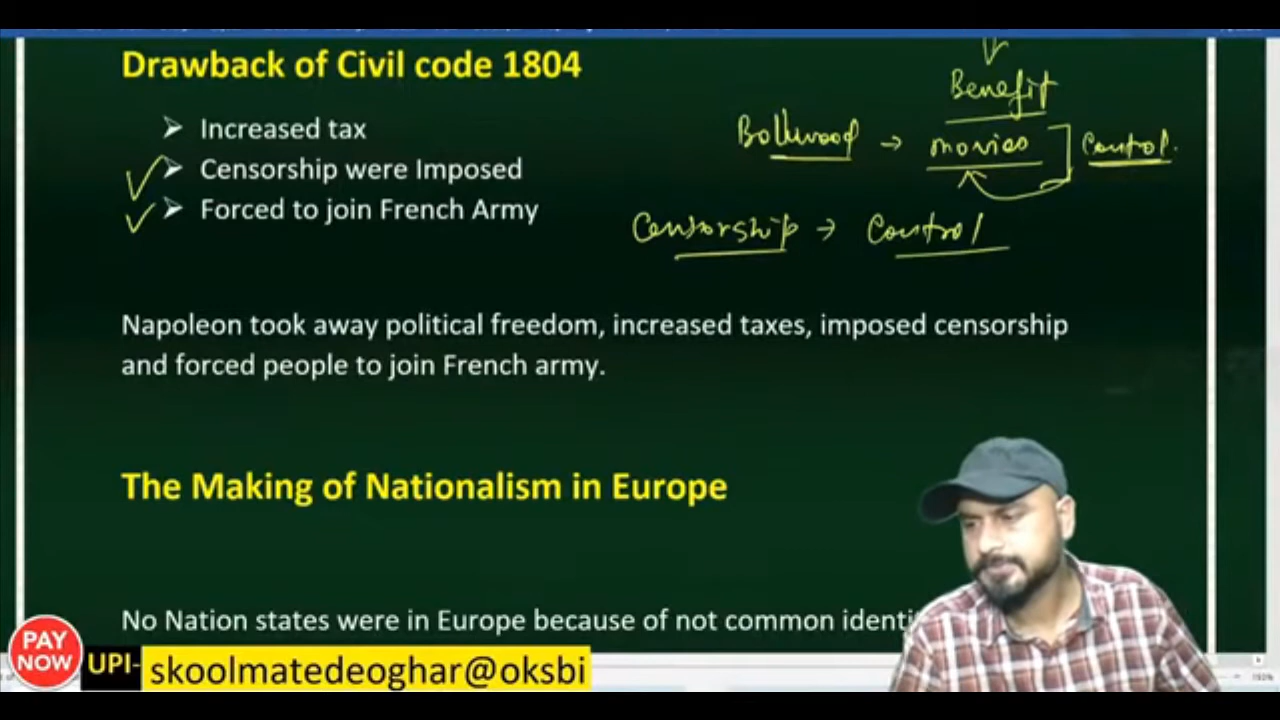 Drawback of Civil code 1804
Increased tax
Censorship were Imposed
Forced to join French Army
Benefit
Bollwood → movies control.
Censorship → control
Napoleon took away political freedom, increased taxes, imposed censorship
and forced people to join French army.
The Making of Nationalism in Europe
No Nation states were in Europe because of not common
PAY
NOW
UPI-
skoolmatedeoghar@oksbi